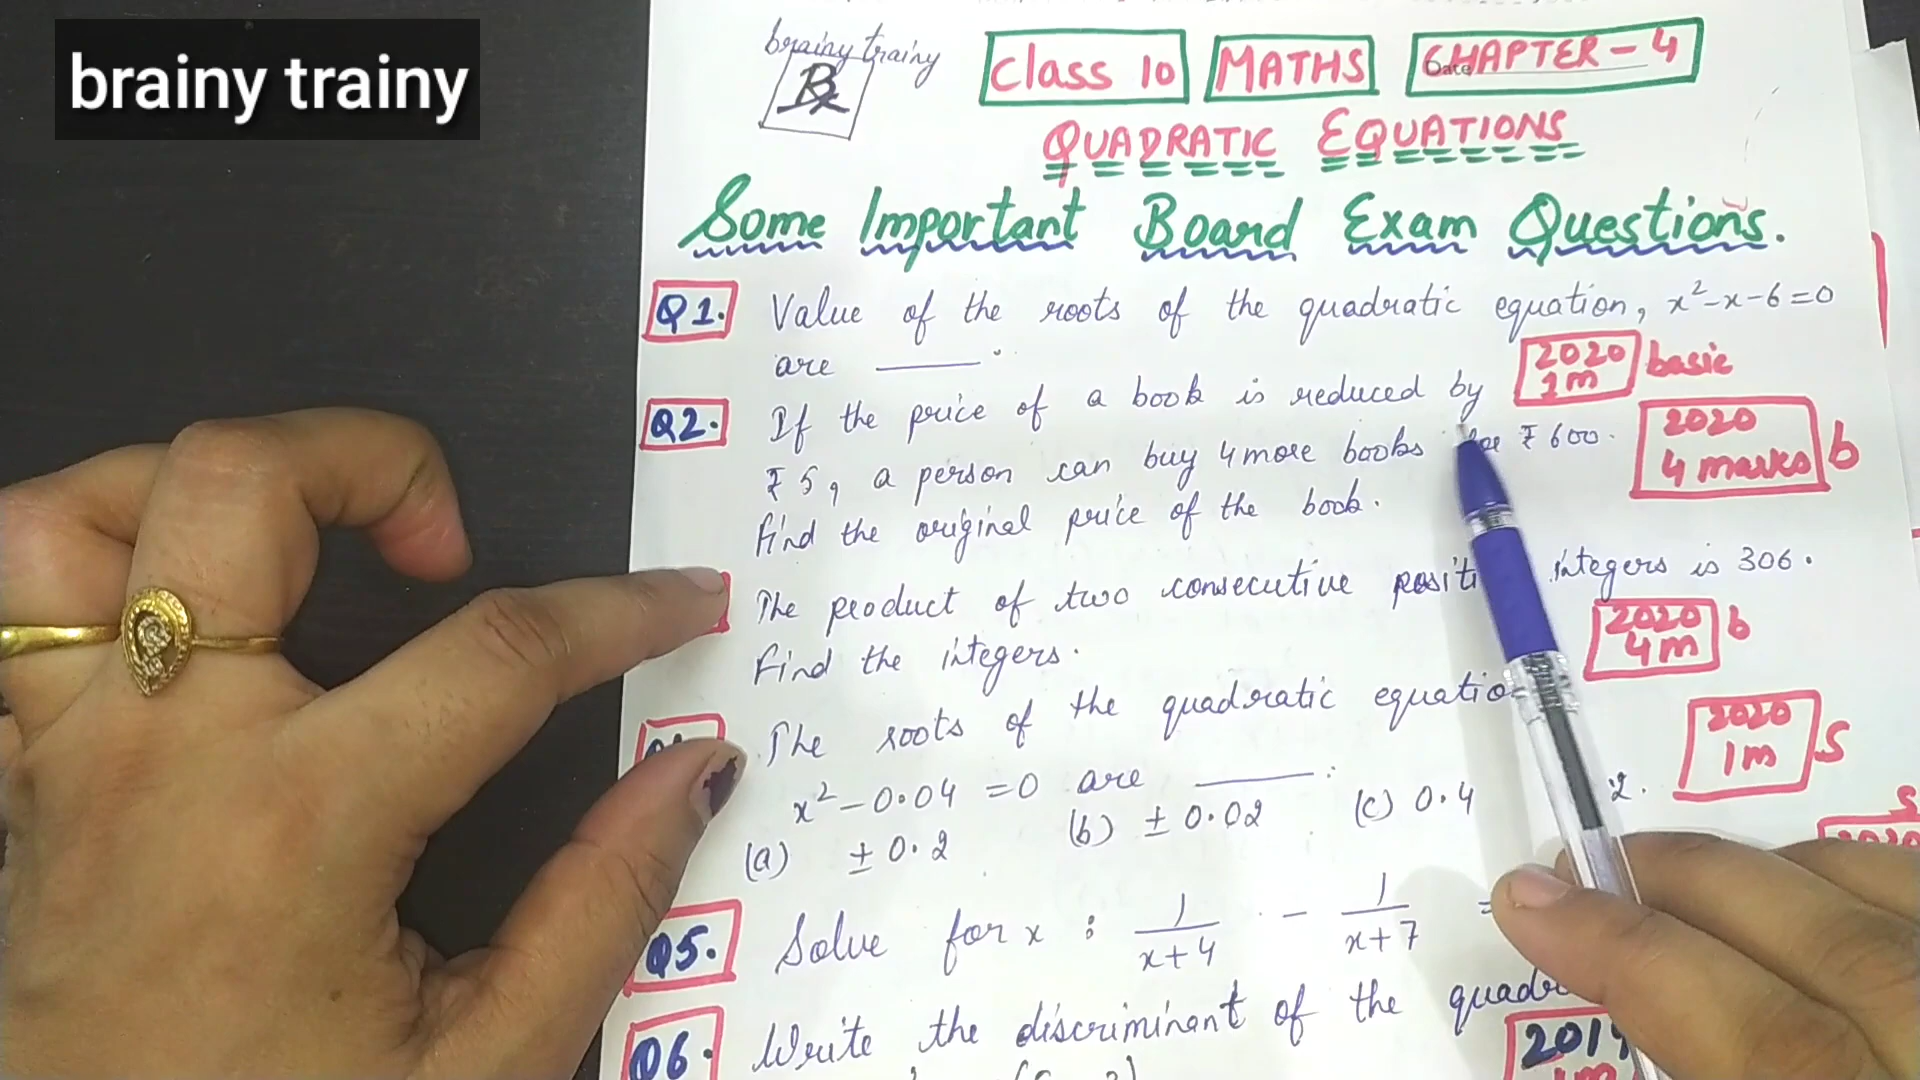 brainy trainy
brainy trainy
Class 10 MATHS CHAPTER-4
Date
QUADRATIC EQUATIONS
Some Important Board Exam Questions.
Q1. Value of the roots of the quadratic equation, x²-x-6=0
are ______.
2020 1m basic
Q2. If the price of a book is reduced by
₹ 5, a person can buy 4 more books ₹ 600.
find the original price of the book.
2020 4 marks b
The product of two consecutive integers is 306.
Find the integers.
2020 4m b
The roots of the quadratic
x²-0.04 =0 are ______.
2020 1m S
(a) ±0.2 (b) ±0.02 (c) 0.4 2.
S
Q5. Solve for x : 1/x+4 - 1/x+7 =
Q6. Write the discriminant of the